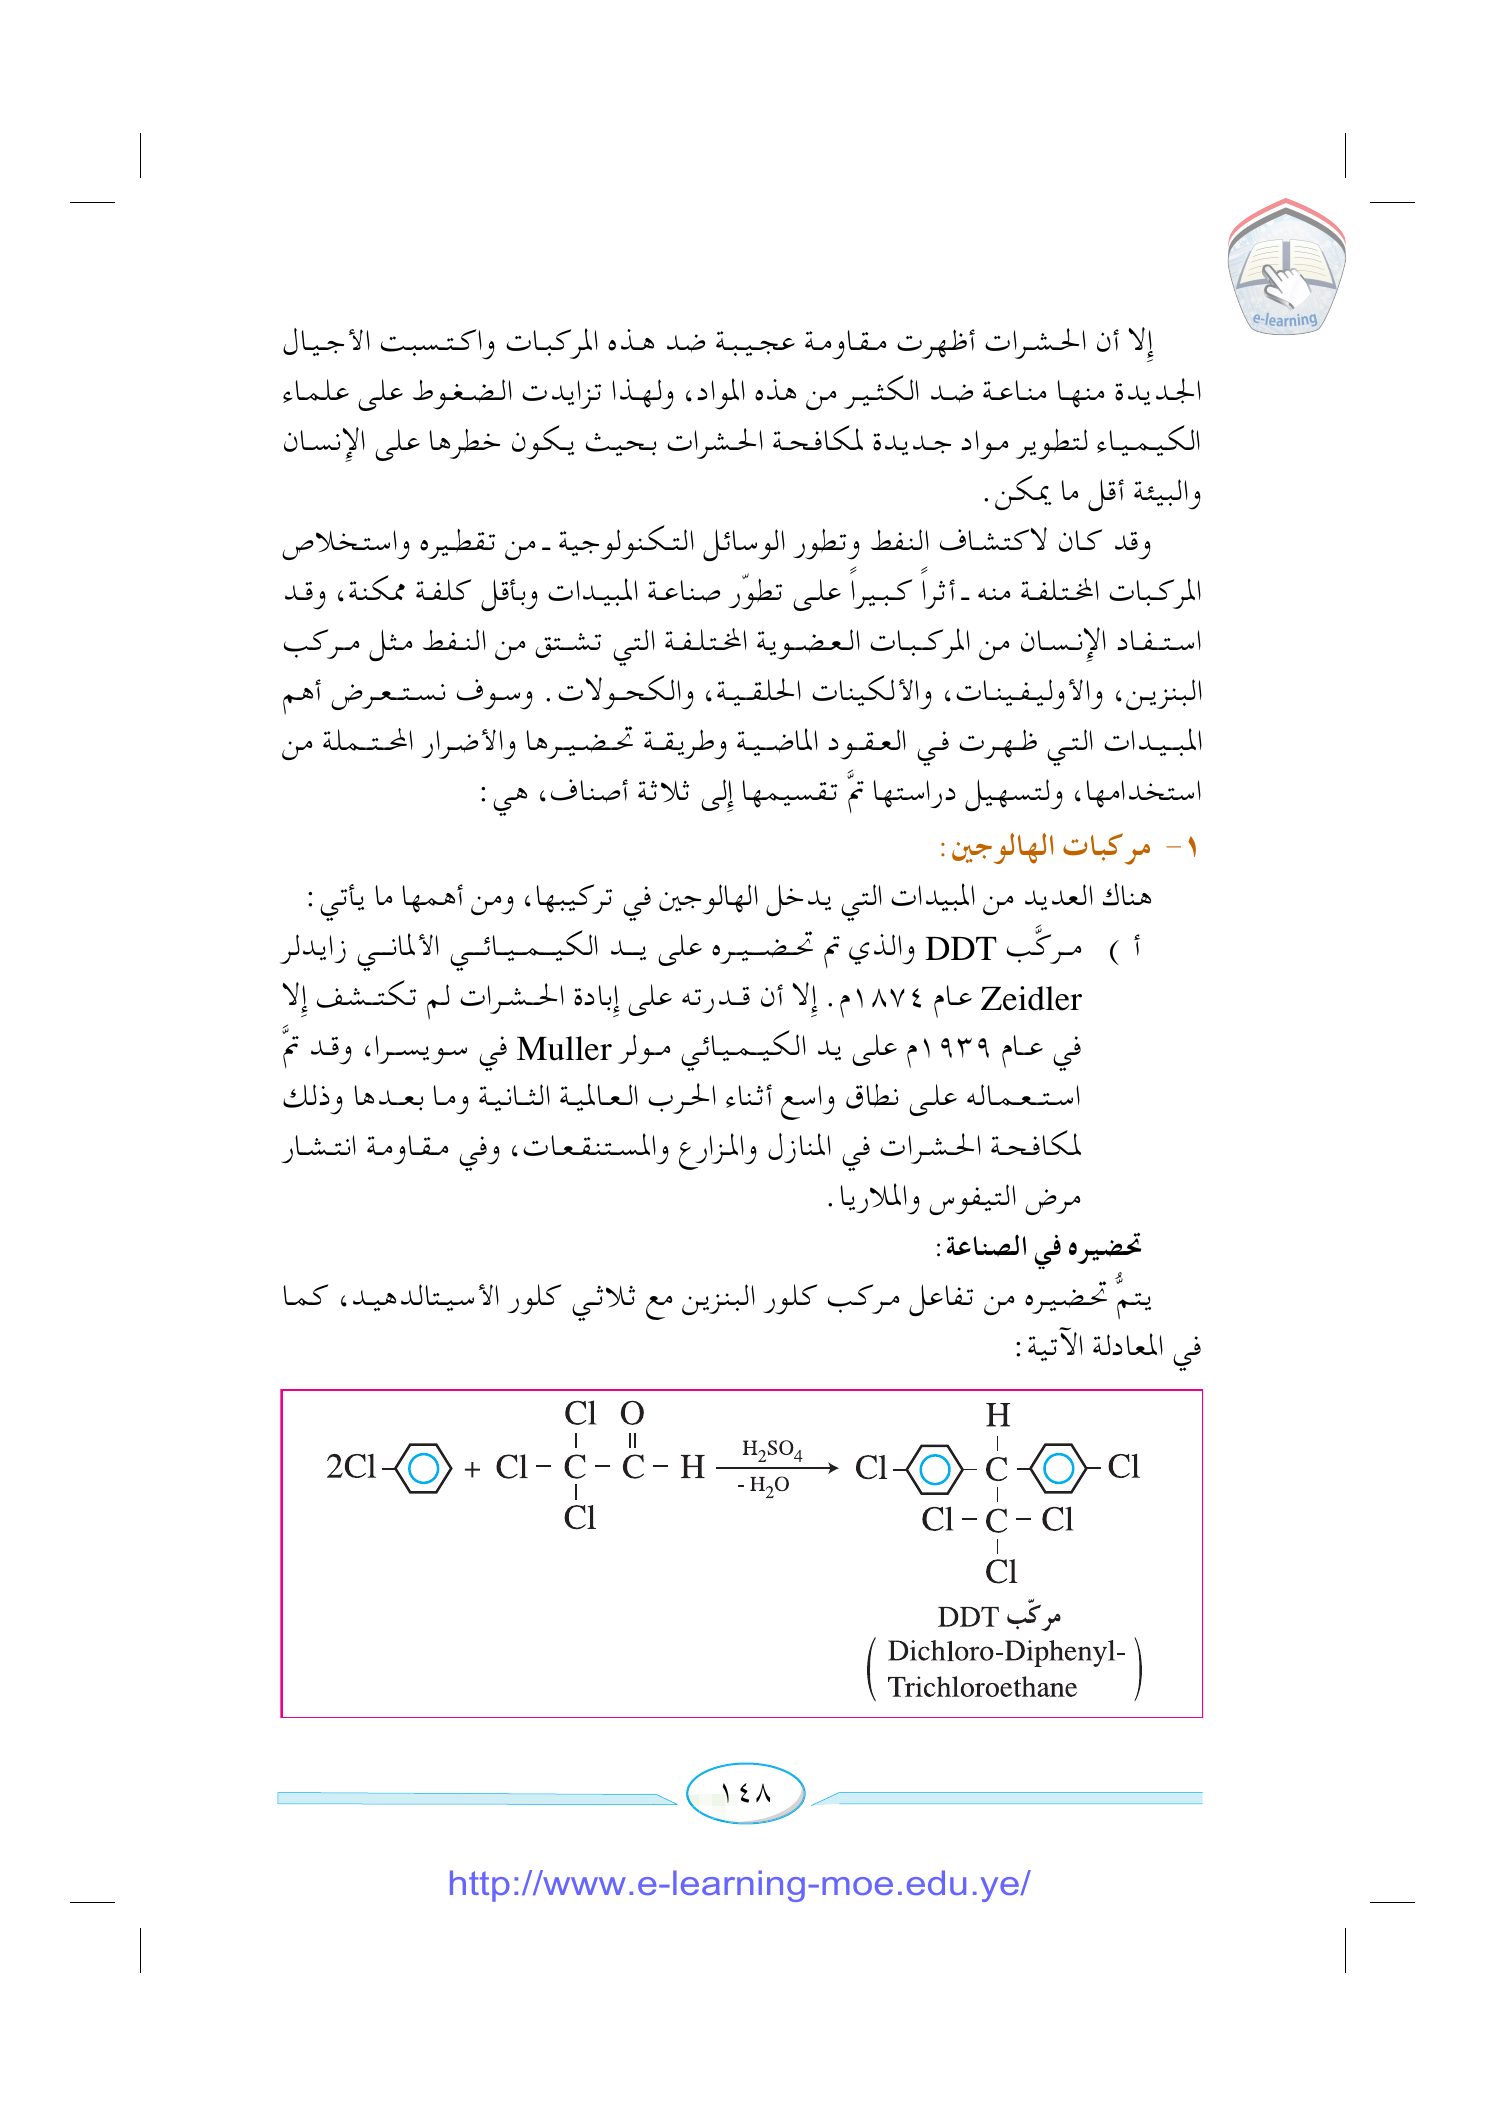 e-learning
إلا أن الحشرات أظهرت مقاومة عجيبة ضد هذه المركبات واكتسبت الأجيال
الجديدة منها مناعة ضد الكثير من هذه المواد، ولهذا تزايدت الضغوط على علماء
الكيمياء لتطوير مواد جديدة لمكافحة الحشرات بحيث يكون خطرها على الإنسان
والبيئة أقل ما يمكن.
وقد كان لاكتشاف النفط وتطور الوسائل التكنولوجية ـ من تقطيره واستخلاص
المركبات المختلفة منه ـ أثراً كبيراً على تطوّر صناعة المبيدات وبأقل كلفة ممكنة، وقد
استفاد الإنسان من المركبات العضوية المختلفة التي تشتق من النفط مثل مركب
البنزين، والأوليفينات، والألكينات الحلقية، والكحولات. وسوف نستعرض أهم
المبيدات التي ظهرت في العقود الماضية وطريقة تحضيرها والأضرار المحتملة من
استخدامها، ولتسهيل دراستها تمَّ تقسيمها إلى ثلاثة أصناف، هي:
١- مركبات الهالوجين:
هناك العديد من المبيدات التي يدخل الهالوجين في تركيبها، ومن أهمها ما يأتي:
أ ) مركَّب DDT والذي تم تحضيره على يد الكيميائي الألماني زايدلر
Zeidler عام ١٨٧٤م. إلا أن قدرته على إبادة الحشرات لم تكتشف إلا
في عام ١٩٣٩م على يد الكيميائي مولر Muller في سويسرا، وقد تمَّ
استعماله على نطاق واسع أثناء الحرب العالمية الثانية وما بعدها وذلك
لمكافحة الحشرات في المنازل والمزارع والمستنقعات، وفي مقاومة انتشار
مرض التيفوس والملاريا.
تحضيره في الصناعة:
يتمُّ تحضيره من تفاعل مركب كلور البنزين مع ثلاثي كلور الأسيتالدهيد، كما
في المعادلة الآتية:
Cl O H
2Cl + Cl – C – C – H H₂SO₄ - H₂O Cl C Cl
Cl Cl – C – Cl
Cl
مركّب DDT
( Dichloro-Diphenyl-
Trichloroethane )
١٤٨
http://www.e-learning-moe.edu.ye/